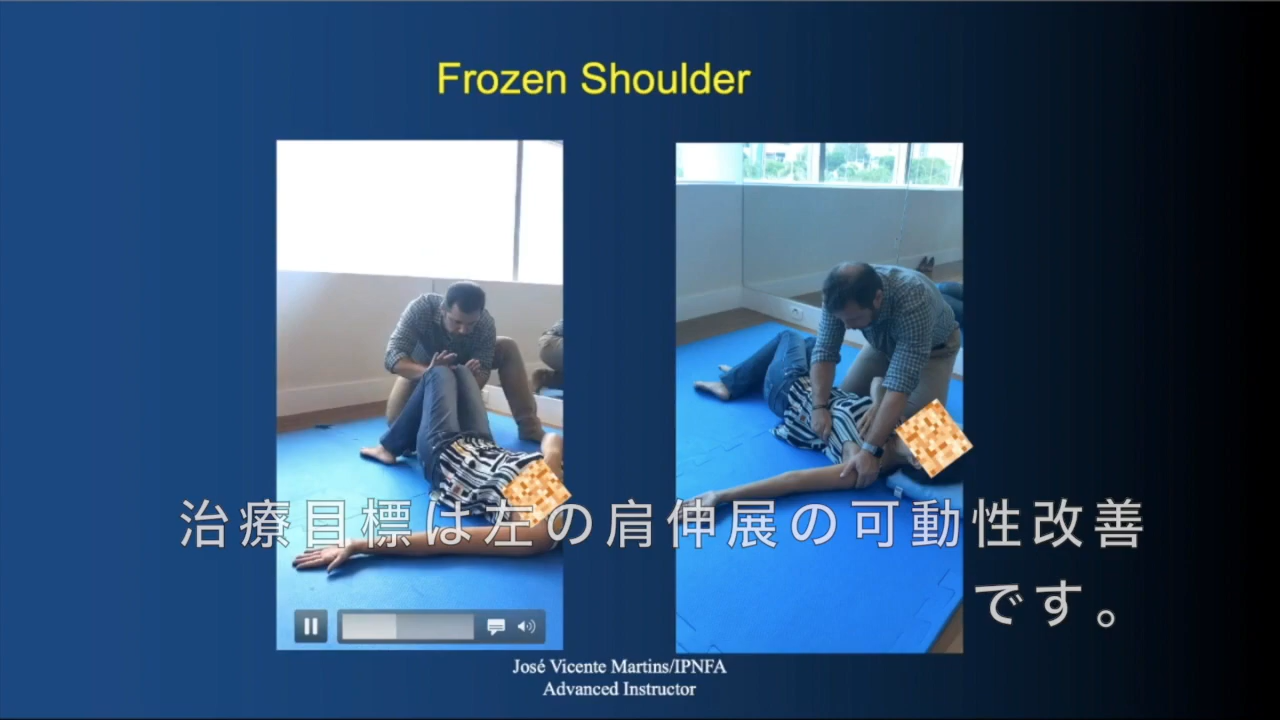 Frozen Shoulder
治療目標は左の肩伸展の可動性改善
です。
José Vicente Martins/IPNFA
Advanced Instructor